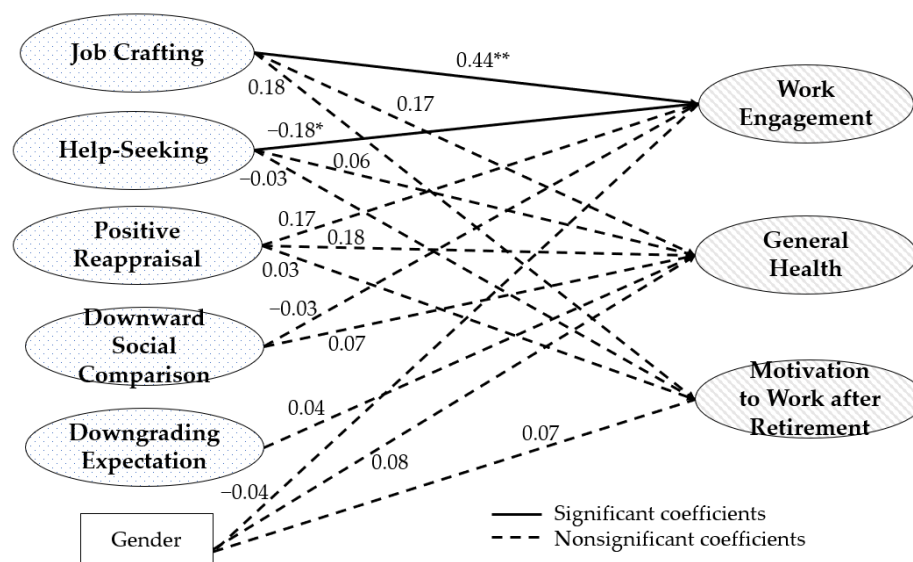 Job Crafting
0.44**
0.18
0.17
Work
Engagement
Help-Seeking
−0.18*
0.06
−0.03
Positive
Reappraisal
0.17
0.18
0.03
General
Health
Downward
Social
Comparison
−0.03
0.07
Motivation
to Work after
Retirement
Downgrading
Expectation
0.04
0.07
0.08
−0.04
Gender
Significant coefficients
Nonsignificant coefficients